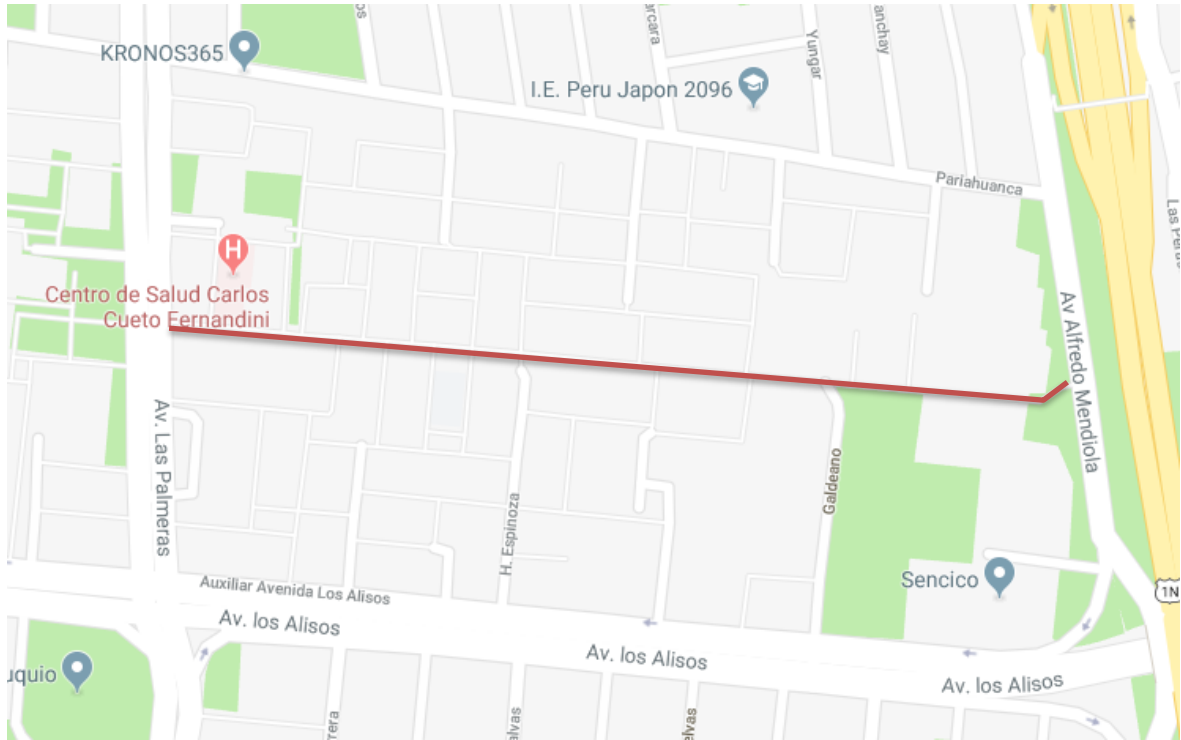 KRONOS365
I.E. Peru Japon 2096
Yungar
Pariahuanca
Centro de Salud Carlos
Cueto Fernandini
Av Alfredo Mendiola
Av. Las Palmeras
Galdeano
H. Espinoza
Sencico
1N
Auxiliar Avenida Los Alisos
Av. los Alisos
Av. los Alisos
Av. los Alisos
H